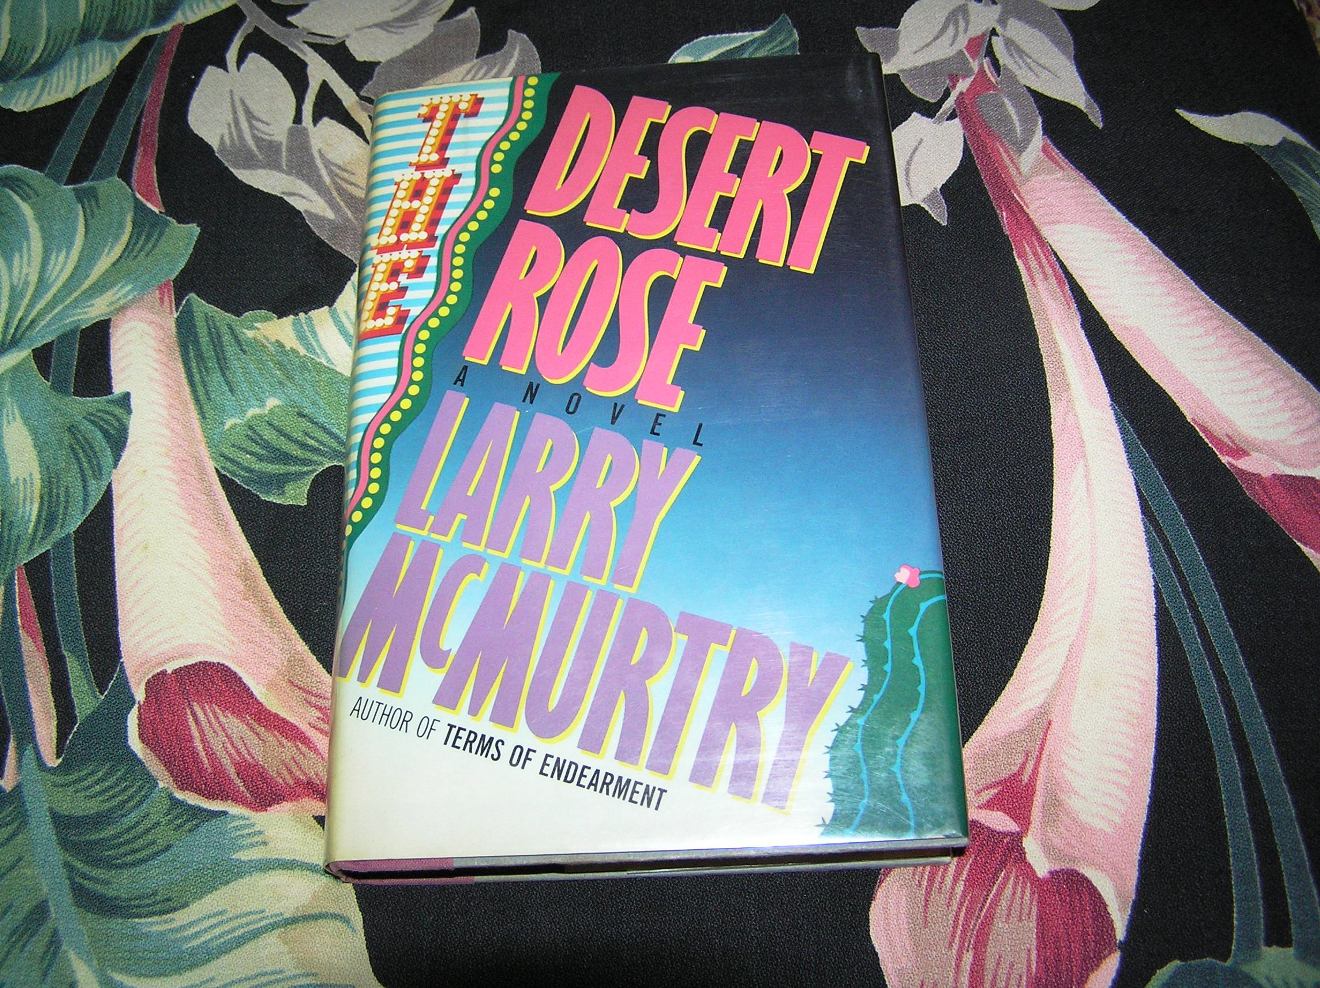 THE
DESERT
ROSE
A NOVEL
LARRY
MCMURTRY
AUTHOR OF TERMS OF ENDEARMENT